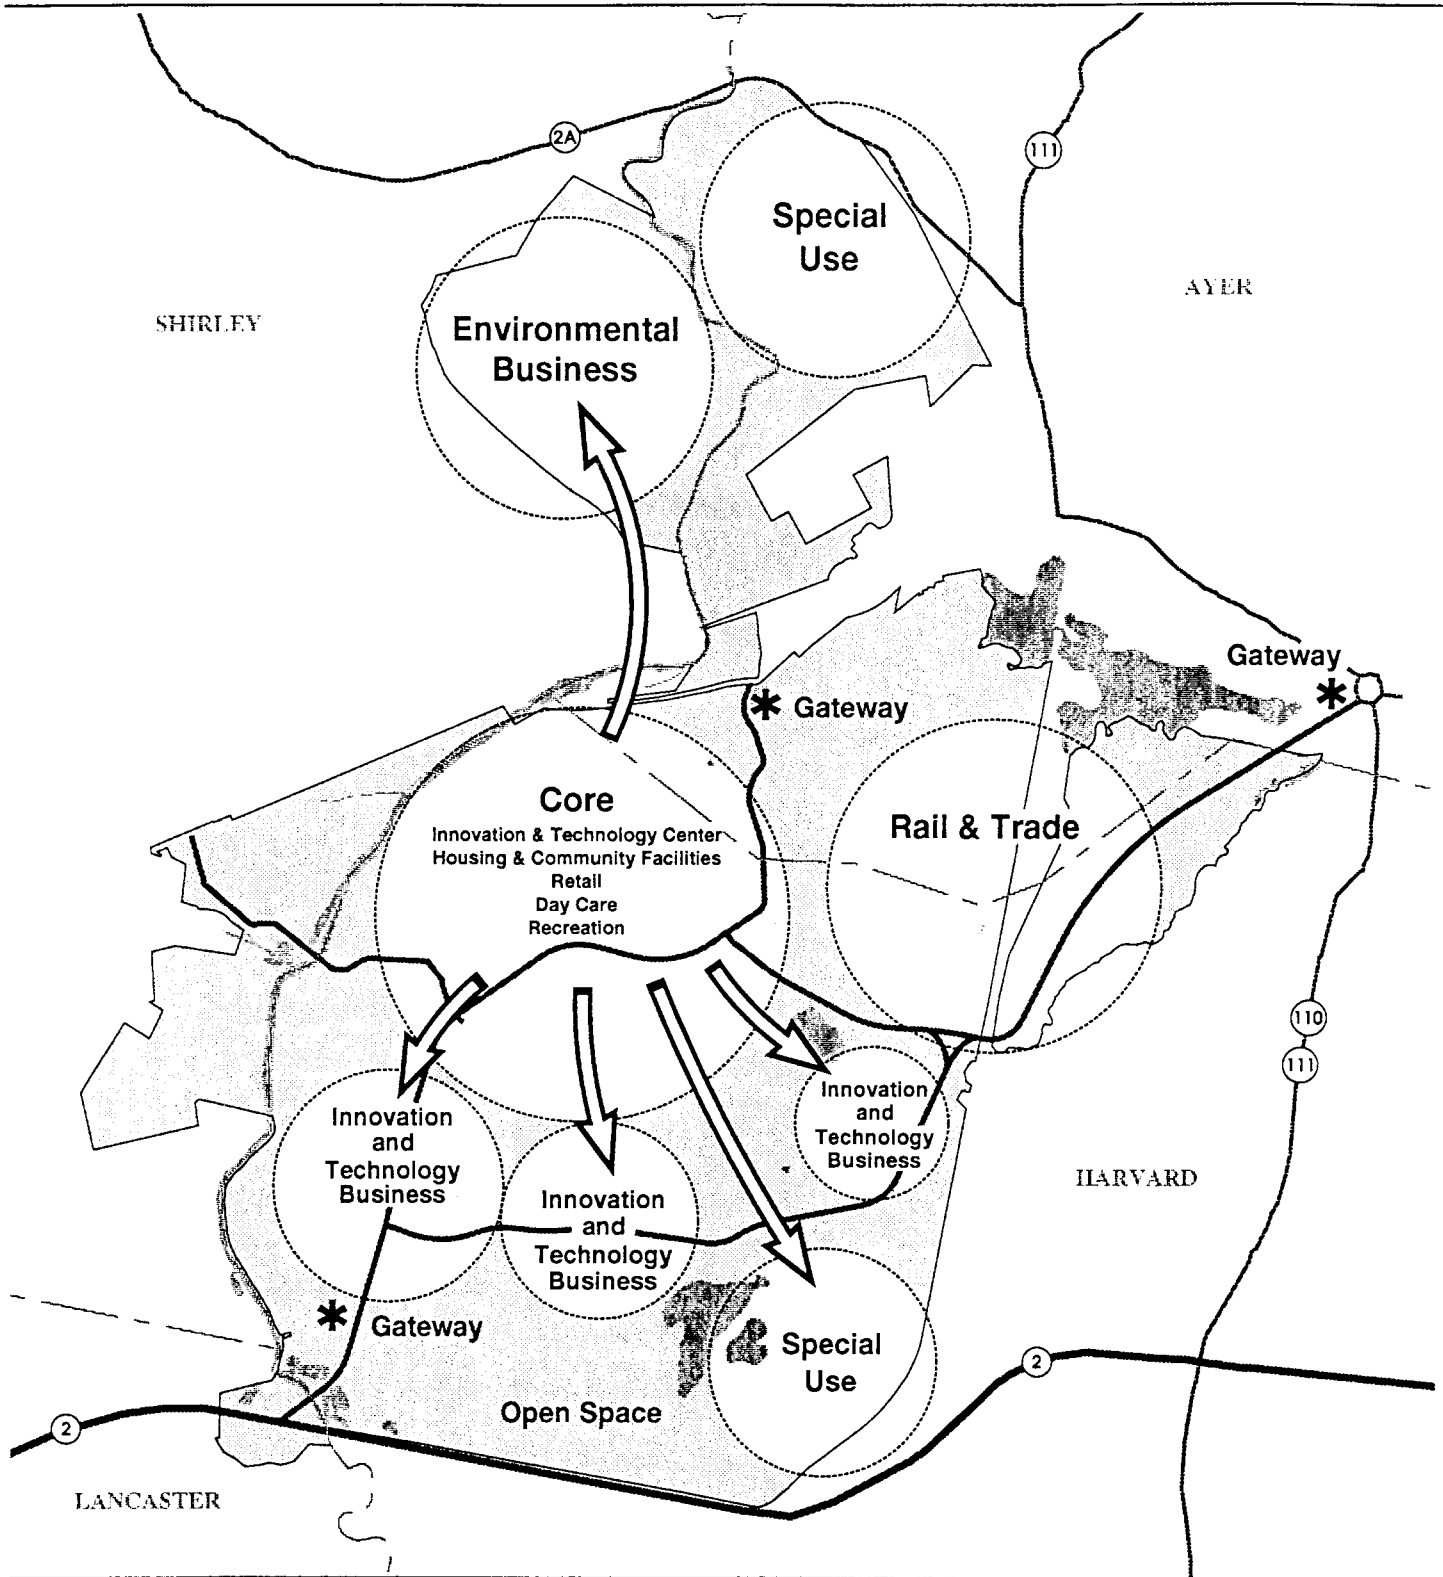 2A
111
Special
Use
AYER
SHIRLEY
Environmental
Business
Gateway
Gateway
Core
Innovation & Technology Center
Housing & Community Facilities
Retail
Day Care
Recreation
Rail & Trade
110
111
Innovation
and
Technology
Business
Innovation
and
Technology
Business
Innovation
and
Technology
Business
HARVARD
Gateway
Special
Use
2
Open Space
2
LANCASTER